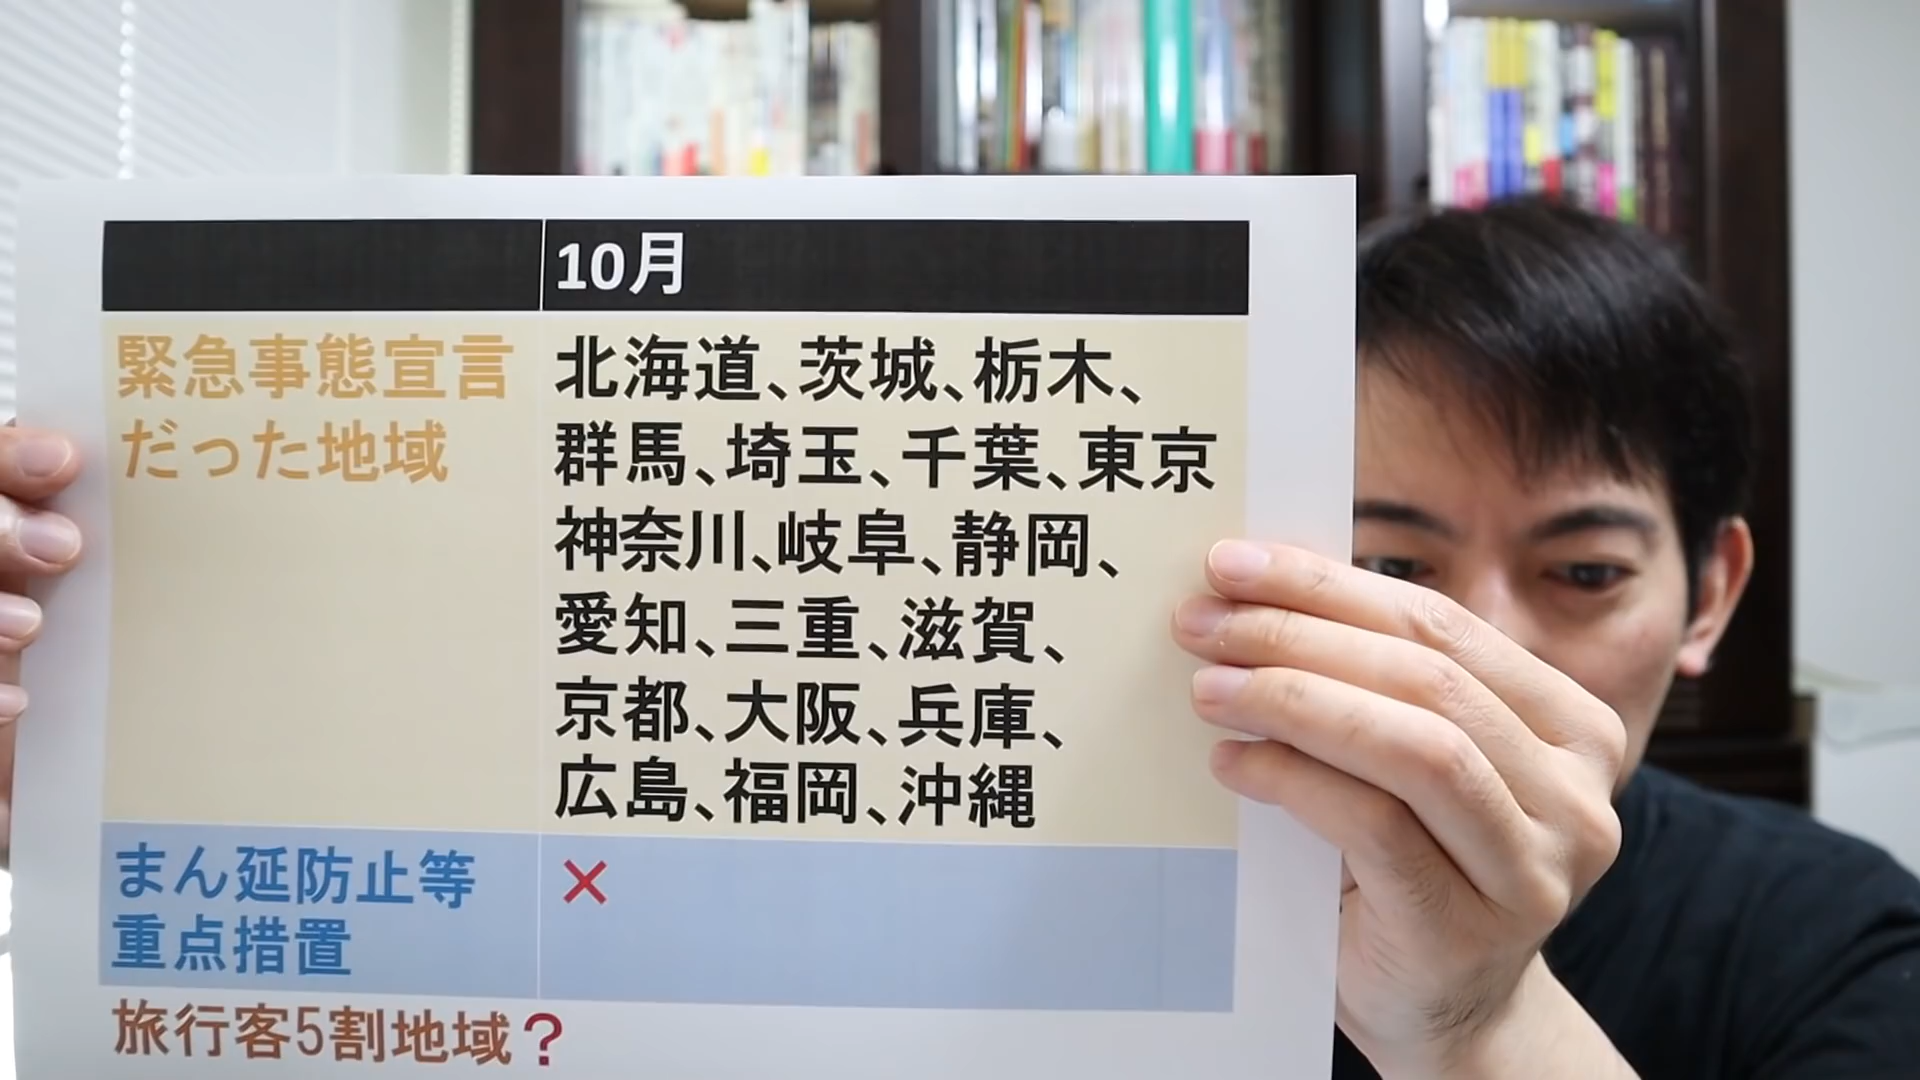 10月
緊急事態宣言
だった地域
北海道、茨城、栃木、
群馬、埼玉、千葉、東京
神奈川、岐阜、静岡、
愛知、三重、滋賀、
京都、大阪、兵庫、
広島、福岡、沖縄
まん延防止等
重点措置
×
旅行客5割地域？